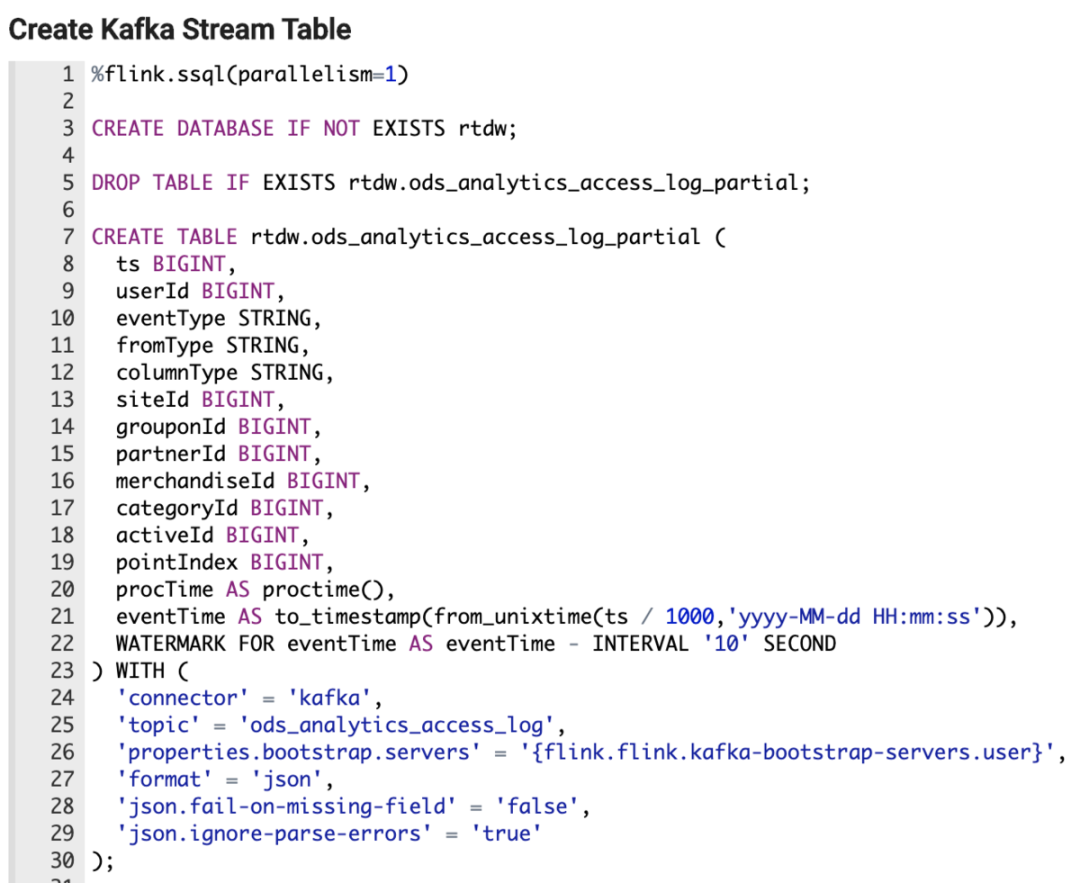 Create Kafka Stream Table
1 %flink.ssql(parallelism=1)
2
3 CREATE DATABASE IF NOT EXISTS rtdw;
4
5 DROP TABLE IF EXISTS rtdw.ods_analytics_access_log_partial;
6
7 CREATE TABLE rtdw.ods_analytics_access_log_partial (
8   ts BIGINT,
9   userId BIGINT,
10   eventType STRING,
11   fromType STRING,
12   columnType STRING,
13   siteId BIGINT,
14   grouponId BIGINT,
15   partnerId BIGINT,
16   merchandiseId BIGINT,
17   categoryId BIGINT,
18   activeId BIGINT,
19   pointIndex BIGINT,
20   procTime AS proctime(),
21   eventTime AS to_timestamp(from_unixtime(ts / 1000,'yyyy-MM-dd HH:mm:ss')),
22   WATERMARK FOR eventTime AS eventTime - INTERVAL '10' SECOND
23 ) WITH (
24   'connector' = 'kafka',
25   'topic' = 'ods_analytics_access_log',
26   'properties.bootstrap.servers' = '{flink.flink.kafka-bootstrap-servers.user}',
27   'format' = 'json',
28   'json.fail-on-missing-field' = 'false',
29   'json.ignore-parse-errors' = 'true'
30 );